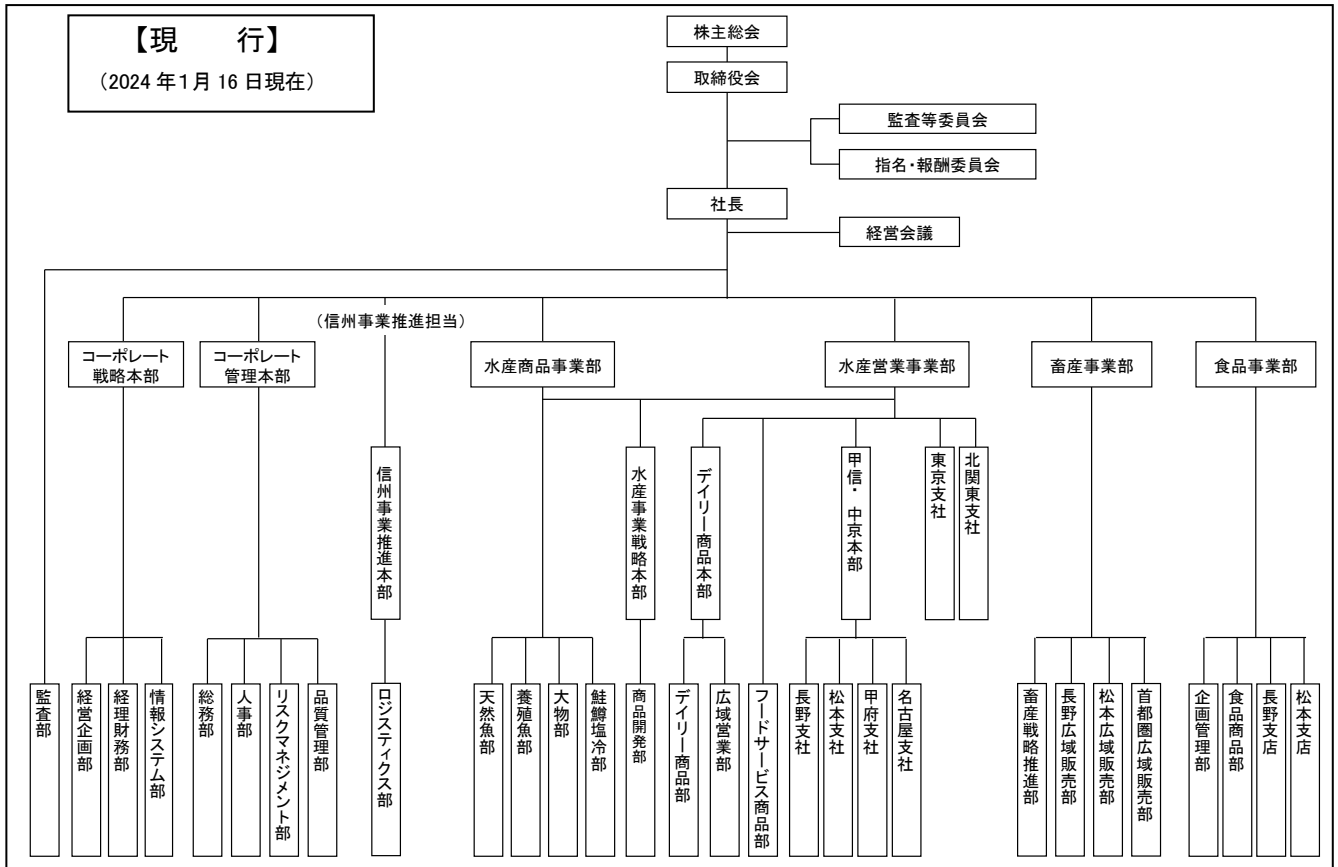 【現　　行】
（2024 年１月 16 日現在）
株主総会
取締役会
監査等委員会
指名・報酬委員会
社長
経営会議
（信州事業推進担当）
コーポレート
戦略本部
コーポレート
管理本部
水産商品事業部
水産営業事業部
畜産事業部
食品事業部
信州事業推進本部
水産事業戦略本部
デイリー商品本部
甲信・　中京本部
東京支社
北関東支社
監査部
経営企画部
経理財務部
情報システム部
総務部
人事部
リスクマネジメント部
品質管理部
ロジスティクス部
天然魚部
養殖魚部
大物部
鮭鱒塩冷部
商品開発部
デイリー商品部
広域営業部
フードサービス商品部
長野支社
松本支社
甲府支社
名古屋支社
畜産戦略推進部
長野広域販売部
松本広域販売部
首都圏広域販売部
企画管理部
食品商品部
長野支店
松本支店